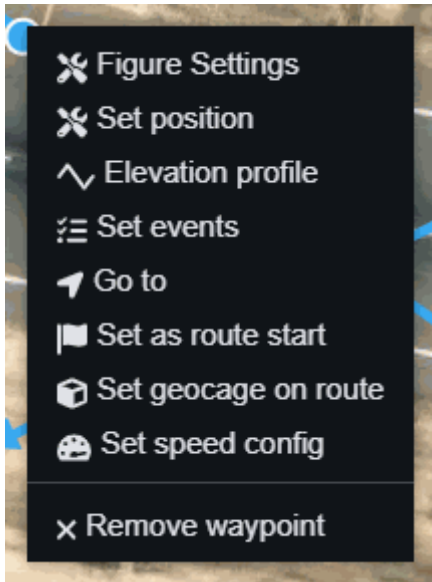 Figure Settings
Set position
Elevation profile
Set events
Go to
Set as route start
Set geocage on route
Set speed config
Remove waypoint